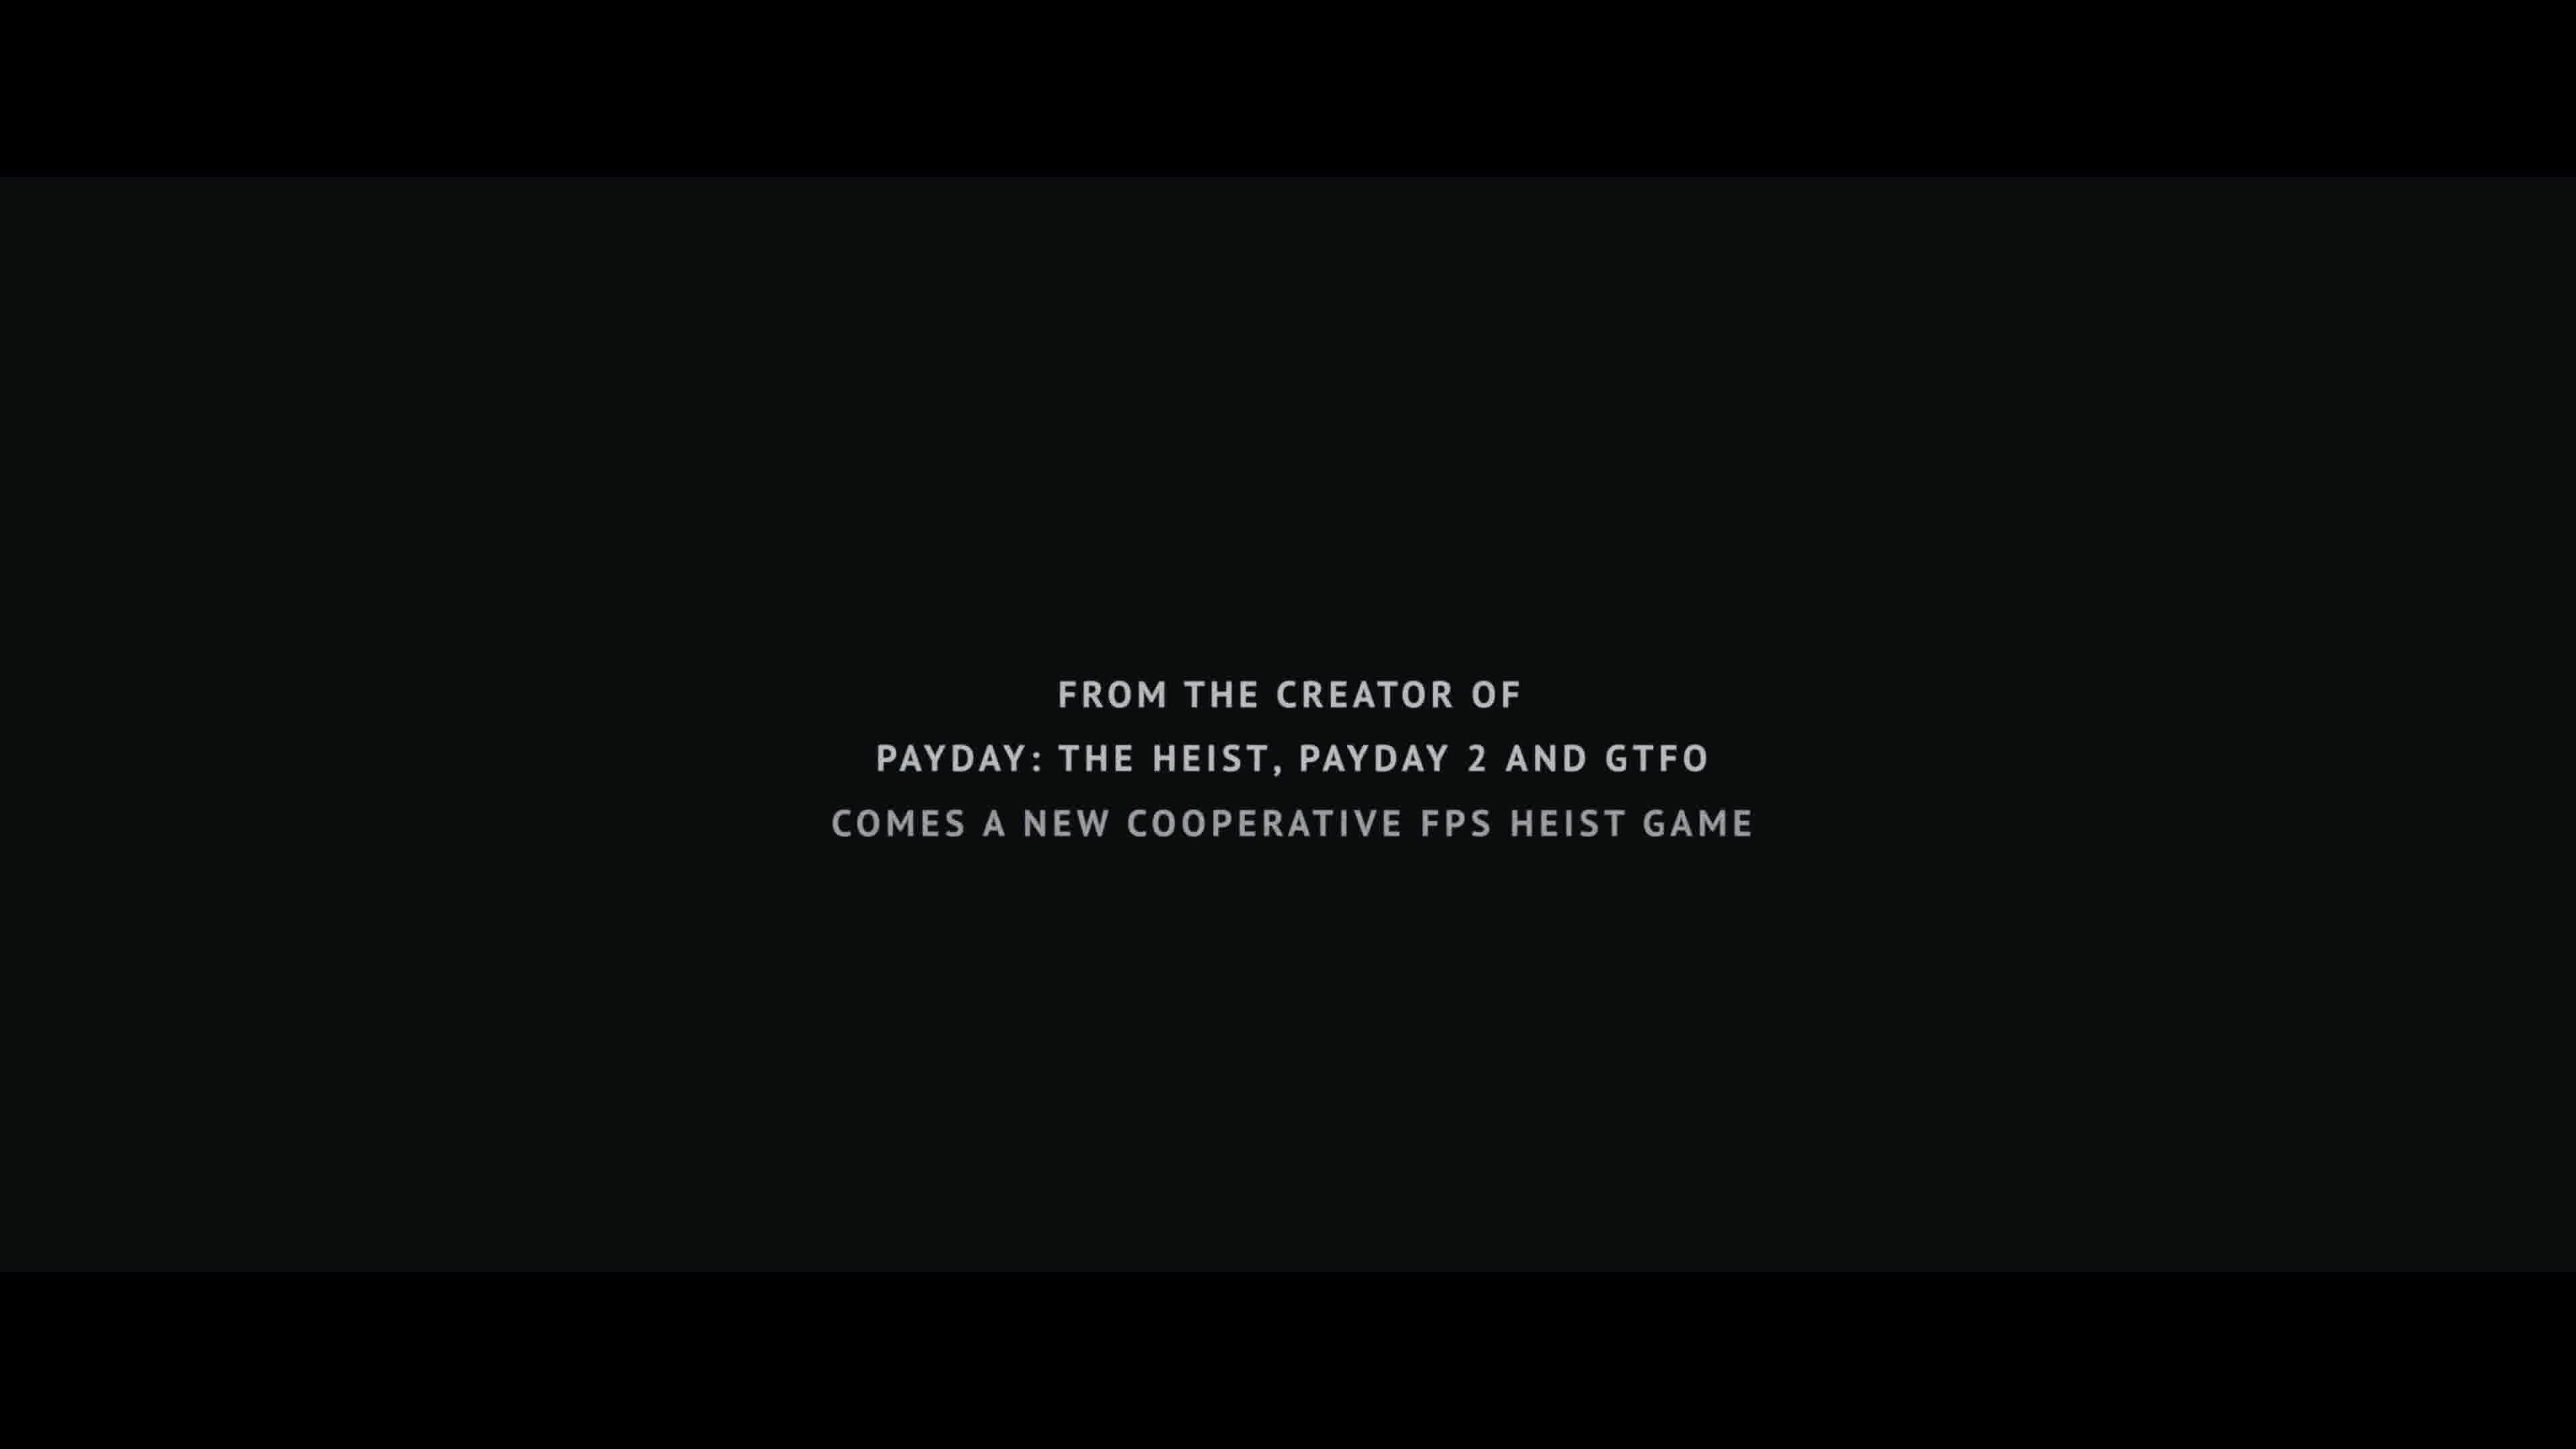 FROM THE CREATOR OF
PAYDAY: THE HEIST, PAYDAY 2 AND GTFO
COMES A NEW COOPERATIVE FPS HEIST GAME